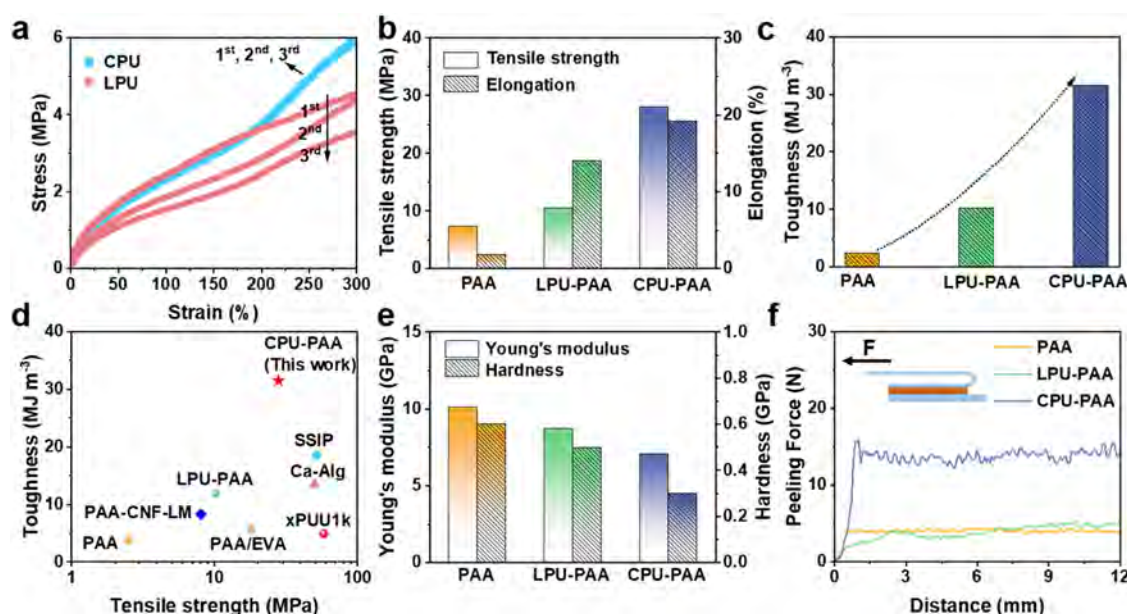 a
6
4
2
0
Stress (MPa)
CPU
LPU
1st, 2nd, 3rd
1st
2nd
3rd
0 50 100 150 200 250 300
Strain (%)
b
40
30
20
10
0
Tensile strength (MPa)
Tensile strength
Elongation
30
20
10
0
Elongation (%)
PAA LPU-PAA CPU-PAA
c
40
30
20
10
0
Toughness (MJ m-3)
PAA LPU-PAA CPU-PAA
d
40
30
20
10
0
Toughness (MJ m-3)
CPU-PAA
(This work)
SSIP
Ca-Alg
LPU-PAA
PAA-CNF-LM
xPUU1k
PAA
PAA/EVA
1 10 100
Tensile strength (MPa)
e
15
10
5
0
Young's modulus (GPa)
Young's modulus
Hardness
1.0
0.8
0.6
0.4
0.2
0.0
Hardness (GPa)
PAA LPU-PAA CPU-PAA
f
30
20
10
0
Peeling Force (N)
F
PAA
LPU-PAA
CPU-PAA
0 3 6 9 12
Distance (mm)